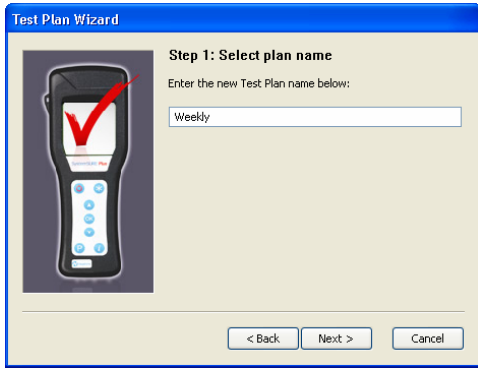 Test Plan Wizard
Step 1: Select plan name
Enter the new Test Plan name below:
Weekly
OK
< Back
Next >
Cancel